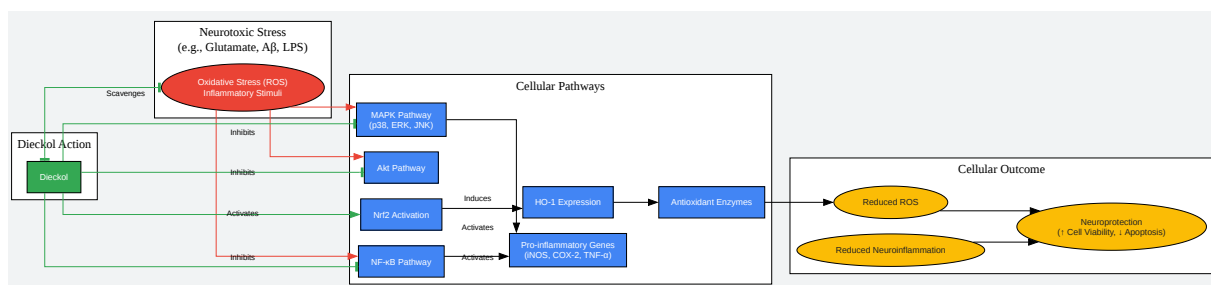 Neurotoxic Stress
(e.g., Glutamate, Aβ, LPS)
Oxidative Stress (ROS)
Inflammatory Stimuli
Scavenges
Dieckol Action
Dieckol
Inhibits
Inhibits
Activates
Inhibits
Cellular Pathways
MAPK Pathway
(p38, ERK, JNK)
Akt Pathway
Nrf2 Activation
NF-κB Pathway
Induces
Activates
Activates
HO-1 Expression
Pro-inflammatory Genes
(iNOS, COX-2, TNF-α)
Antioxidant Enzymes
Cellular Outcome
Reduced ROS
Reduced Neuroinflammation
Neuroprotection
(↑ Cell Viability, ↓ Apoptosis)